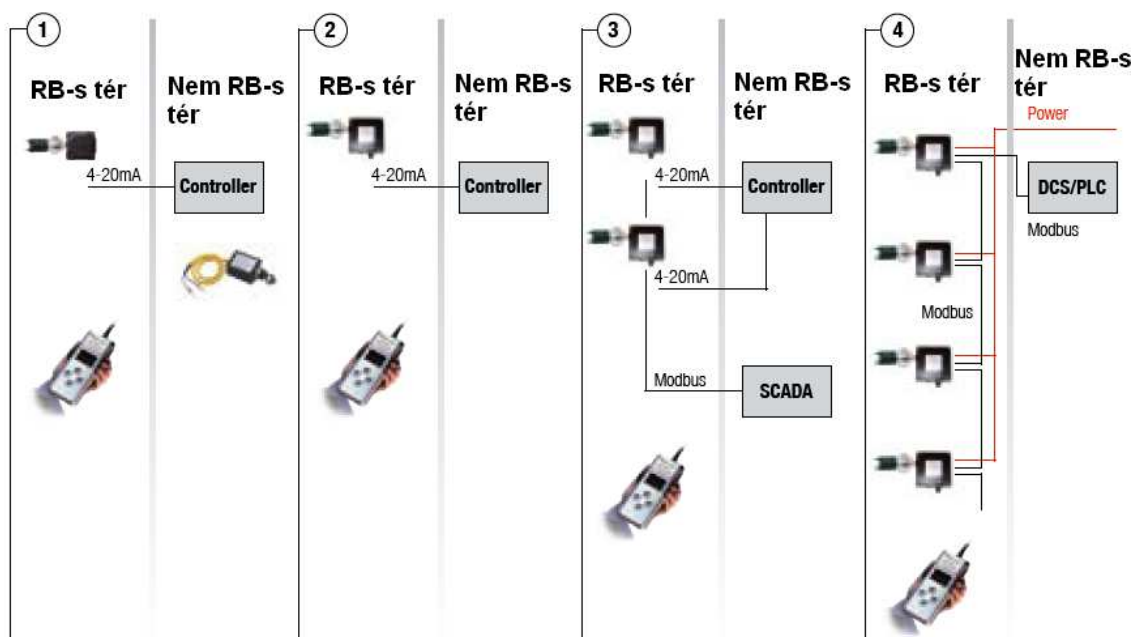 1
RB-s tér
Nem RB-s
tér
4-20mA
Controller
2
RB-s tér
Nem RB-s
tér
4-20mA
Controller
3
RB-s tér
Nem RB-s
tér
4-20mA
Controller
4-20mA
Modbus
SCADA
4
RB-s tér
Nem RB-s
tér
Power
DCS/PLC
Modbus
Modbus